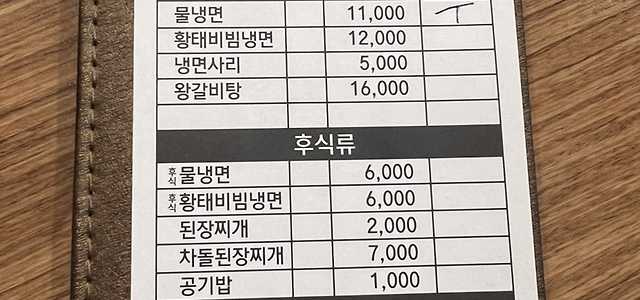 물냉면 11,000
황태비빔냉면 12,000
냉면사리 5,000
왕갈비탕 16,000
후식류
후식 물냉면 6,000
후식 황태비빔냉면 6,000
된장찌개 2,000
차돌된장찌개 7,000
공기밥 1,000